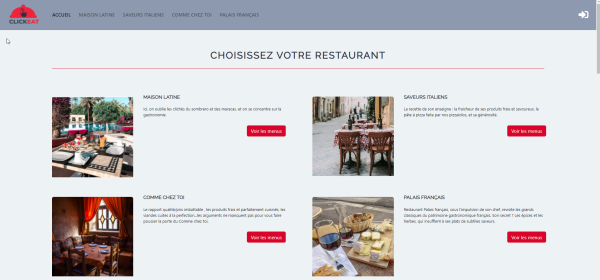 CLICKEAT
ACCUEIL MAISON LATINE SAVEURS ITALIENS COMME CHEZ TOI PALAIS FRANÇAIS
CHOISISSEZ VOTRE RESTAURANT
MAISON LATINE
Ici, on oublie les clichés du sombrero et des maracas, et on se concentre sur la
gastronomie.
Voir les menus
SAVEURS ITALIENS
La recette de son enseigne : la fraîcheur de ses produits frais et savoureux, la
pâte à pizza faite par nos pizzaiolos, et sa générosité.
Voir les menus
COMME CHEZ TOI
Le rapport qualité/prix imbattable , les produits frais et parfaitement cuisinés, les
viandes cuites à la perfection...les arguments ne manquent pas pour vous faire
pousser la porte du Comme chez toi.
Voir les menus
PALAIS FRANÇAIS
Restaurant Palais français, sous l'impulsion de son chef, revisite les grands
classiques du patrimoine gastronomique français. Son secret ? Les épices et les
herbes, qui insufflent à ses plats de subtiles saveurs.
Voir les menus